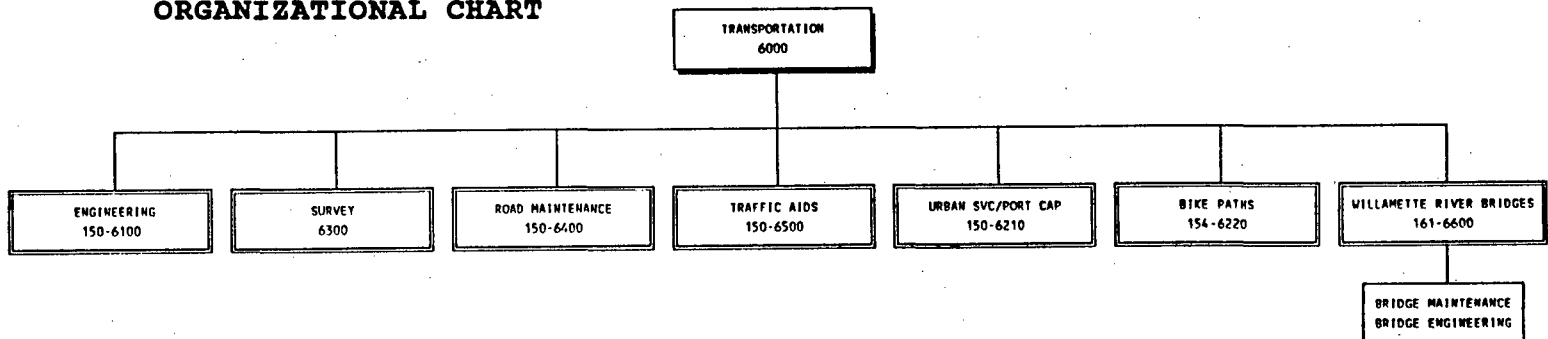 ORGANIZATIONAL CHART
TRANSPORTATION
6000
ENGINEERING
150-6100
SURVEY
6300
ROAD MAINTENANCE
150-6400
TRAFFIC AIDS
150-6500
URBAN SVC/PORT CAP
150-6210
BIKE PATHS
154-6220
WILLAMETTE RIVER BRIDGES
161-6600
BRIDGE MAINTENANCE
BRIDGE ENGINEERING